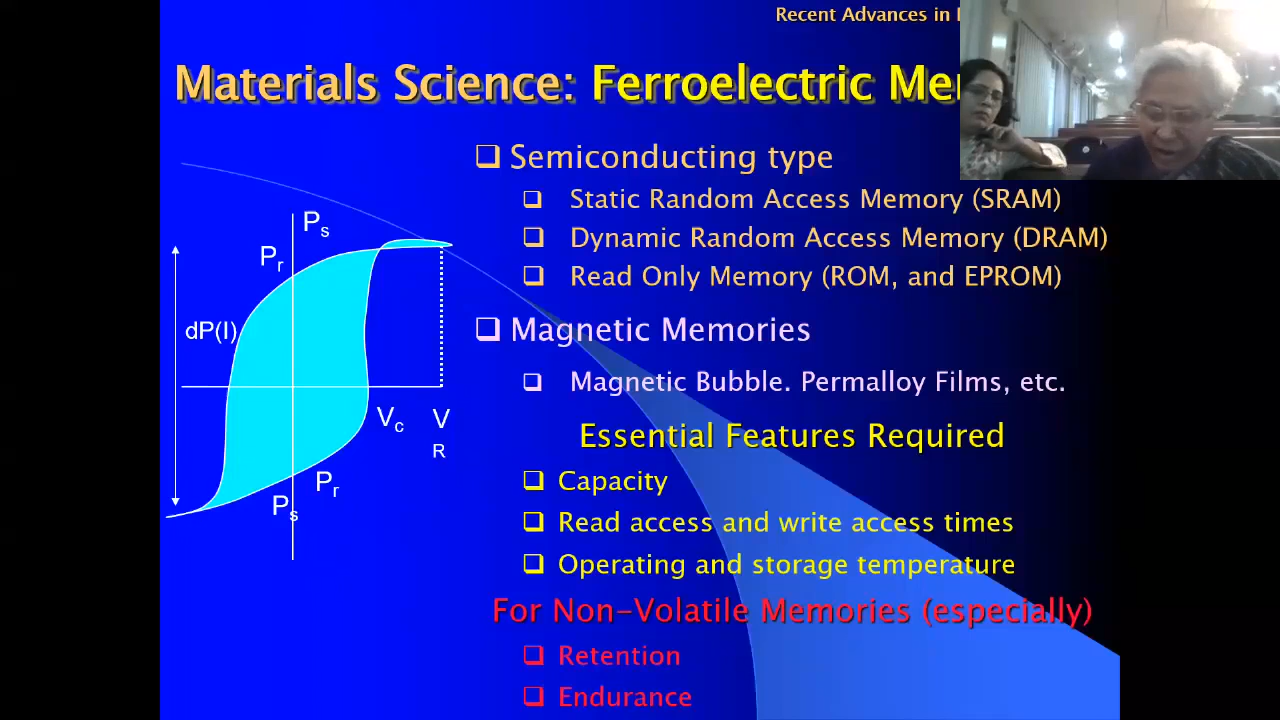 Recent Advances in
Materials Science: Ferroelectric
❑ Semiconducting type
❑ Static Random Access Memory (SRAM)
❑ Dynamic Random Access Memory (DRAM)
❑ Read Only Memory (ROM, and EPROM)
❑ Magnetic Memories
❑ Magnetic Bubble. Permalloy Films, etc.
Essential Features Required
❑ Capacity
❑ Read access and write access times
❑ Operating and storage temperature
For Non-Volatile Memories (especially)
❑ Retention
❑ Endurance
Ps
Pr
dP(I)
Vc
V
R
Pr
Ps